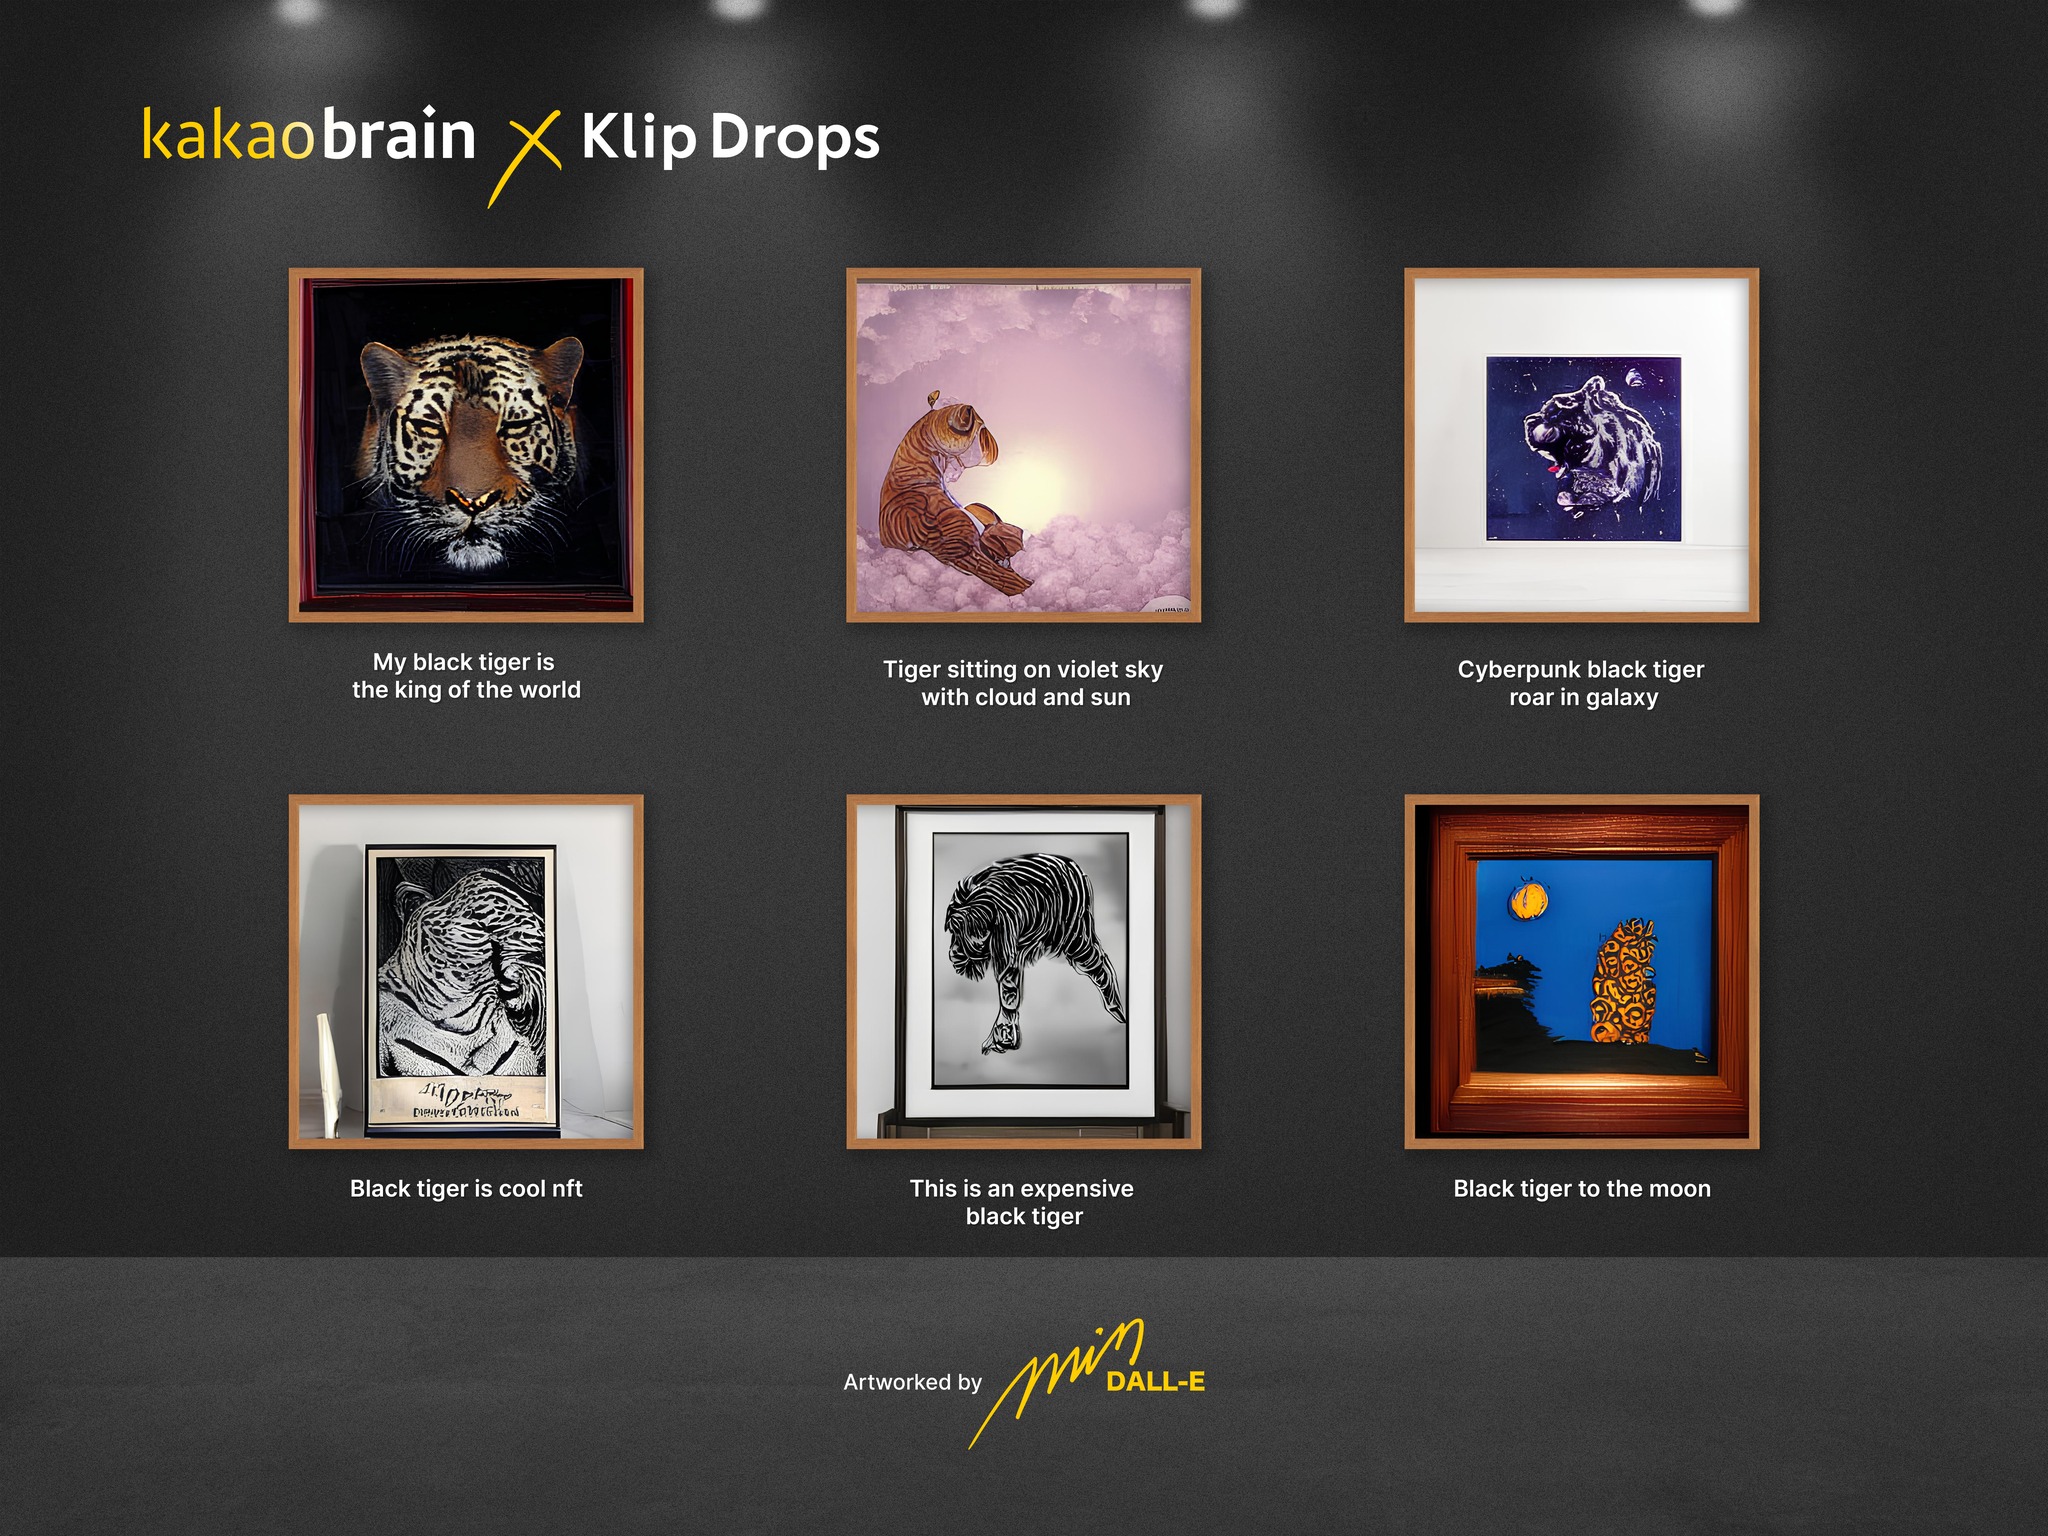 kakaobrain X Klip Drops
My black tiger is
the king of the world
Tiger sitting on violet sky
with cloud and sun
Cyberpunk black tiger
roar in galaxy
Black tiger is cool nft
This is an expensive
black tiger
Black tiger to the moon
Artworked by min DALL-E